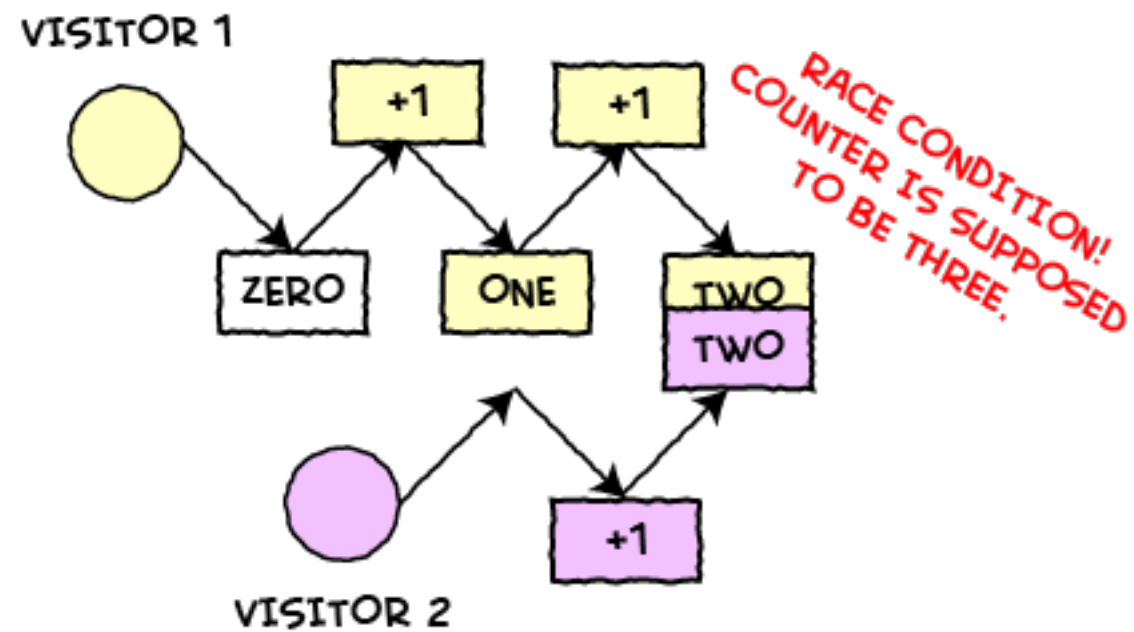 VISITOR 1
+1
+1
RACE CONDITION!
COUNTER IS SUPPOSED
TO BE THREE.
ZERO
ONE
TWO
TWO
+1
VISITOR 2